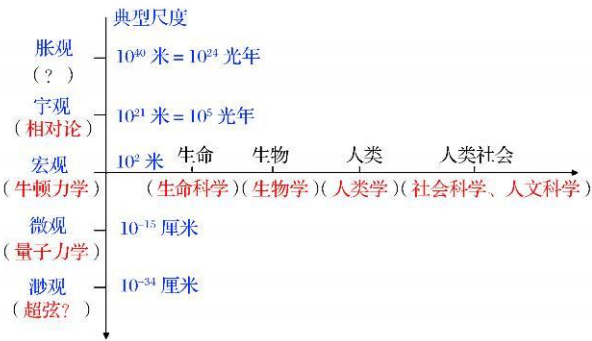 典型尺度
胀观
(?)
10⁴⁰ 米 = 10²⁴ 光年
宇观
(相对论)
10²¹ 米 = 10⁵ 光年
宏观
(牛顿力学)
10² 米
生命 生物 人类 人类社会
(生命科学)(生物学)(人类学)(社会科学、人文科学)
微观
(量子力学)
10⁻¹⁵ 厘米
渺观
(超弦?)
10⁻³⁴ 厘米